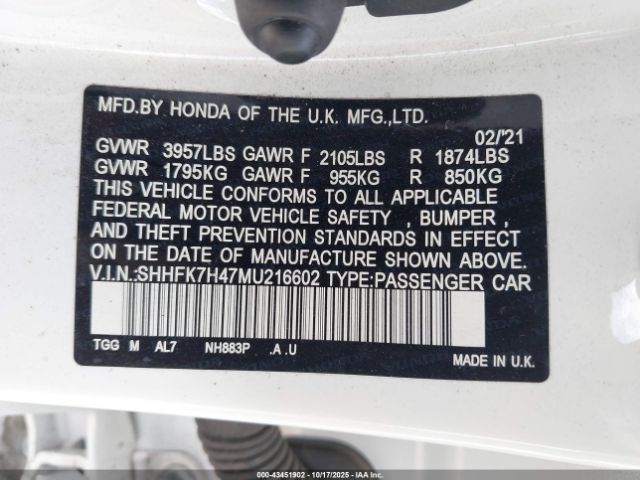 MFD.BY HONDA OF THE U.K. MFG.,LTD.
02/'21
GVWR 3957LBS GAWR F 2105LBS R 1874LBS
GVWR 1795KG GAWR F 955KG R 850KG
THIS VEHICLE CONFORMS TO ALL APPLICABLE
FEDERAL MOTOR VEHICLE SAFETY , BUMPER ,
AND THEFT PREVENTION STANDARDS IN EFFECT
ON THE DATE OF MANUFACTURE SHOWN ABOVE.
V.I.N.:SHHFK7H47MU216602 TYPE:PASSENGER CAR
TGG M AL7 NH883P .A .U
MADE IN U.K.
000-43451902 10/17/2025 IAAI.COM